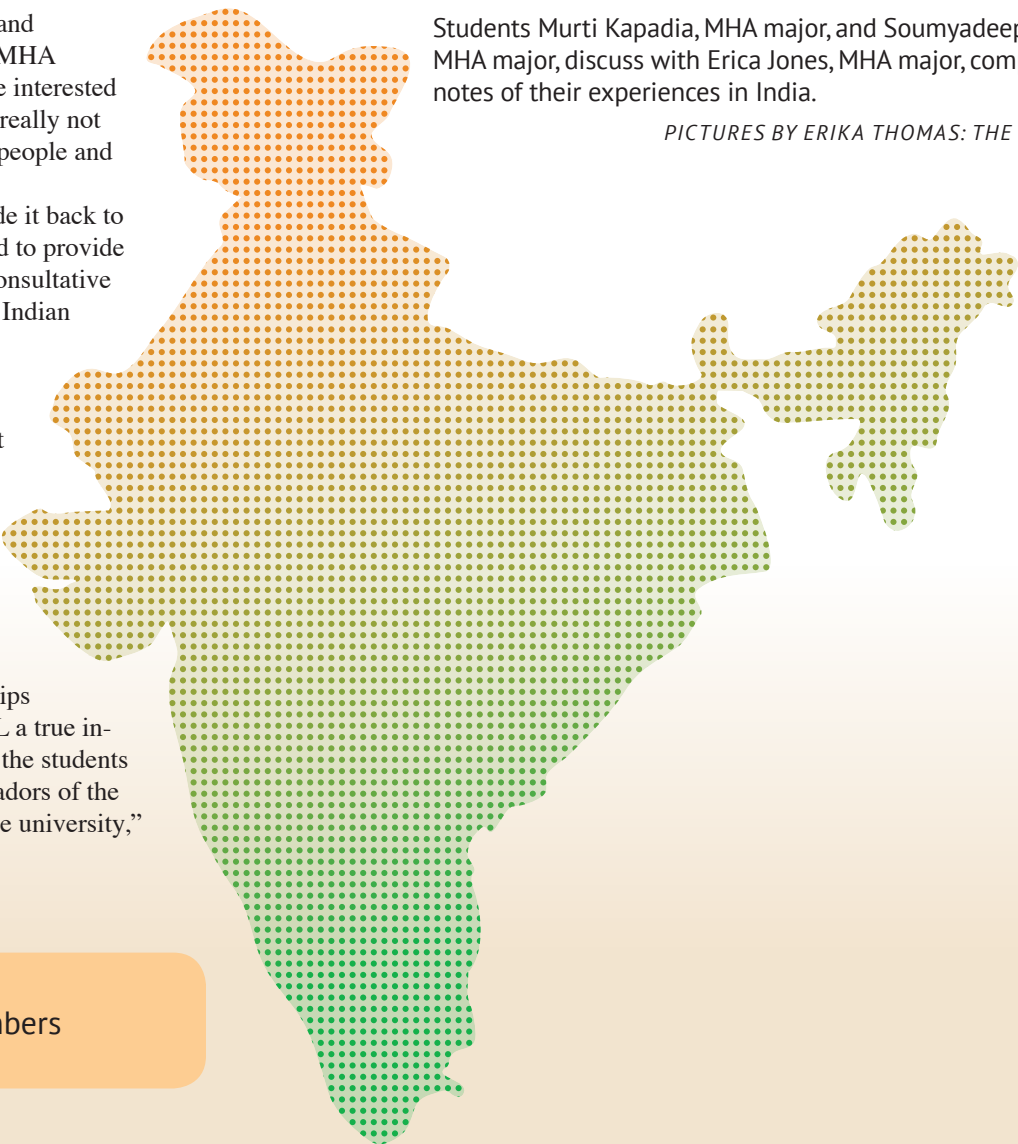 and
MHA
e interested
really not
people and
de it back to
d to provide
onsultative
Indian
t
ips
L a true in-
the students
adors of the
e university,”
Students Murti Kapadia, MHA major, and Soumyadeep
MHA major, discuss with Erica Jones, MHA major, com
notes of their experiences in India.
PICTURES BY ERIKA THOMAS: THE
nbers